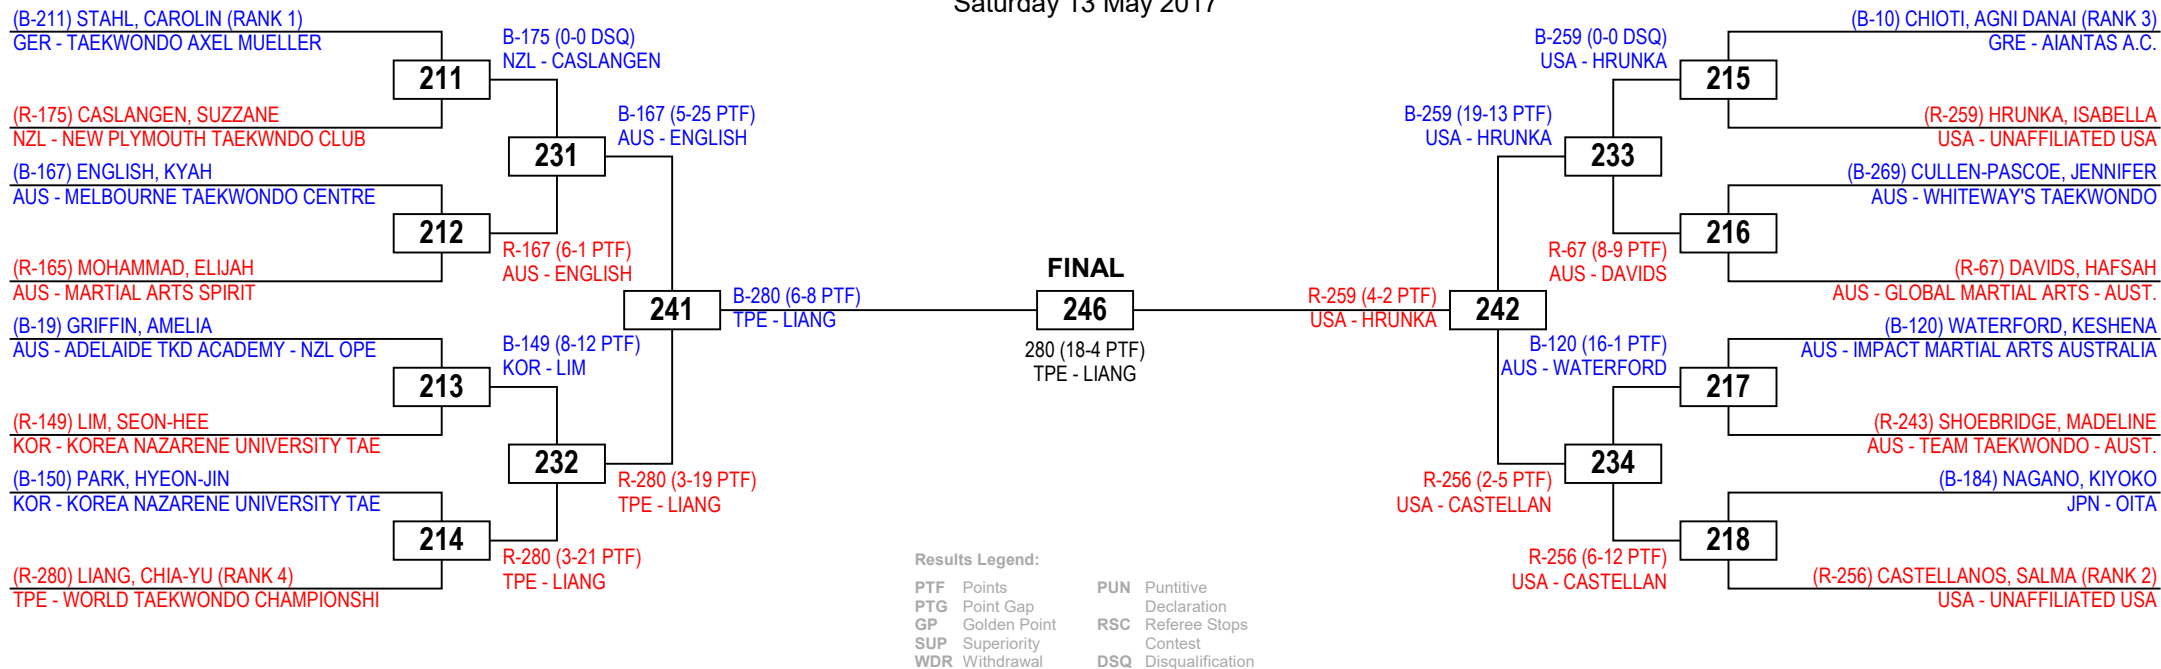 Saturday 13 May 2017
(B-211) STAHL, CAROLIN (RANK 1)
GER - TAEKWONDO AXEL MUELLER
211
(R-175) CASLANGEN, SUZZANE
NZL - NEW PLYMOUTH TAEKWNDO CLUB
(B-167) ENGLISH, KYAH
AUS - MELBOURNE TAEKWONDO CENTRE
212
(R-165) MOHAMMAD, ELIJAH
AUS - MARTIAL ARTS SPIRIT
(B-19) GRIFFIN, AMELIA
AUS - ADELAIDE TKD ACADEMY - NZL OPE
213
(R-149) LIM, SEON-HEE
KOR - KOREA NAZARENE UNIVERSITY TAE
(B-150) PARK, HYEON-JIN
KOR - KOREA NAZARENE UNIVERSITY TAE
214
(R-280) LIANG, CHIA-YU (RANK 4)
TPE - WORLD TAEKWONDO CHAMPIONSHI
B-175 (0-0 DSQ)
NZL - CASLANGEN
231
R-167 (6-1 PTF)
AUS - ENGLISH
B-149 (8-12 PTF)
KOR - LIM
232
R-280 (3-21 PTF)
TPE - LIANG
B-167 (5-25 PTF)
AUS - ENGLISH
241
R-280 (3-19 PTF)
TPE - LIANG
B-280 (6-8 PTF)
TPE - LIANG
FINAL
246
280 (18-4 PTF)
TPE - LIANG
R-259 (4-2 PTF)
USA - HRUNKA
B-259 (19-13 PTF)
USA - HRUNKA
242
R-256 (2-5 PTF)
USA - CASTELLAN
B-259 (0-0 DSQ)
USA - HRUNKA
233
R-67 (8-9 PTF)
AUS - DAVIDS
B-120 (16-1 PTF)
AUS - WATERFORD
234
R-256 (6-12 PTF)
USA - CASTELLAN
(B-10) CHIOTI, AGNI DANAI (RANK 3)
GRE - AIANTAS A.C.
215
(R-259) HRUNKA, ISABELLA
USA - UNAFFILIATED USA
(B-269) CULLEN-PASCOE, JENNIFER
AUS - WHITEWAY'S TAEKWONDO
216
(R-67) DAVIDS, HAFSAH
AUS - GLOBAL MARTIAL ARTS - AUST.
(B-120) WATERFORD, KESHENA
AUS - IMPACT MARTIAL ARTS AUSTRALIA
217
(R-243) SHOEBRIDGE, MADELINE
AUS - TEAM TAEKWONDO - AUST.
(B-184) NAGANO, KIYOKO
JPN - OITA
218
(R-256) CASTELLANOS, SALMA (RANK 2)
USA - UNAFFILIATED USA
Results Legend:
PTF Points
PTG Point Gap
GP Golden Point
SUP Superiority
WDR Withdrawal
PUN Puntitive
Declaration
RSC Referee Stops
Contest
DSQ Disqualification